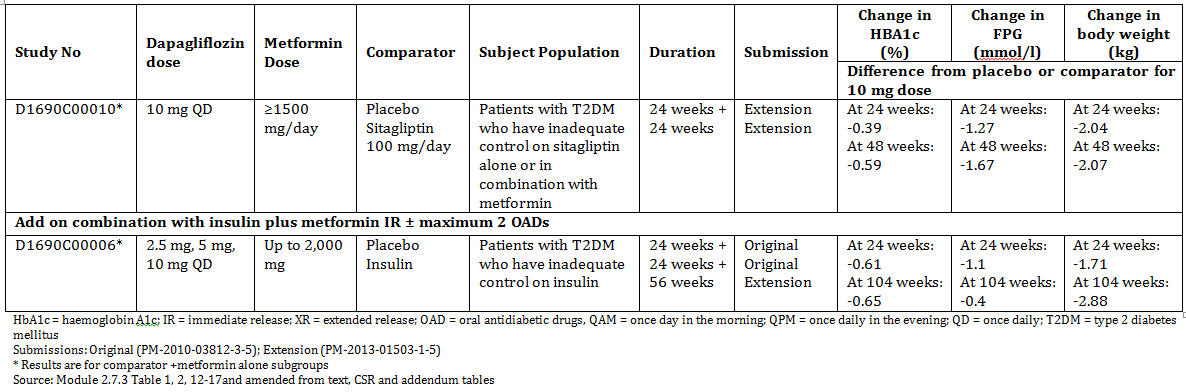 Study No
Dapagliflozin
dose
Metformin
Dose
Comparator
Subject Population
Duration
Submission
Change in
HBA1c
(%)
Change in
FPG
(mmol/l)
Change in
body weight
(kg)
Difference from placebo or comparator for
10 mg dose
D1690C00010*
10 mg QD
≥1500
mg/day
Placebo
Sitagliptin
100 mg/day
Patients with T2DM
who have inadequate
control on sitagliptin
alone or in
combination with
metformin
24 weeks +
24 weeks
Extension
Extension
At 24 weeks:
-0.39
At 48 weeks:
-0.59
At 24 weeks:
-1.27
At 48 weeks:
-1.67
At 24 weeks:
-2.04
At 48 weeks:
-2.07
Add on combination with insulin plus metformin IR ± maximum 2 OADs
D1690C00006*
2.5 mg, 5 mg,
10 mg QD
Up to 2,000
mg
Placebo
Insulin
Patients with T2DM
who have inadequate
control on insulin
24 weeks +
24 weeks +
56 weeks
Original
Original
Extension
At 24 weeks:
-0.61
At 104 weeks:
-0.65
At 24 weeks:
-1.1
At 104 weeks:
-0.4
At 24 weeks:
-1.71
At 104 weeks:
-2.88
HbA1c = haemoglobin A1c; IR = immediate release; XR = extended release; OAD = oral antidiabetic drugs, QAM = once day in the morning; QPM = once daily in the evening; QD = once daily; T2DM = type 2 diabetes
mellitus
Submissions: Original (PM-2010-03812-3-5); Extension (PM-2013-01503-1-5)
* Results are for comparator +metformin alone subgroups
Source: Module 2.7.3 Table 1, 2, 12-17and amended from text, CSR and addendum tables